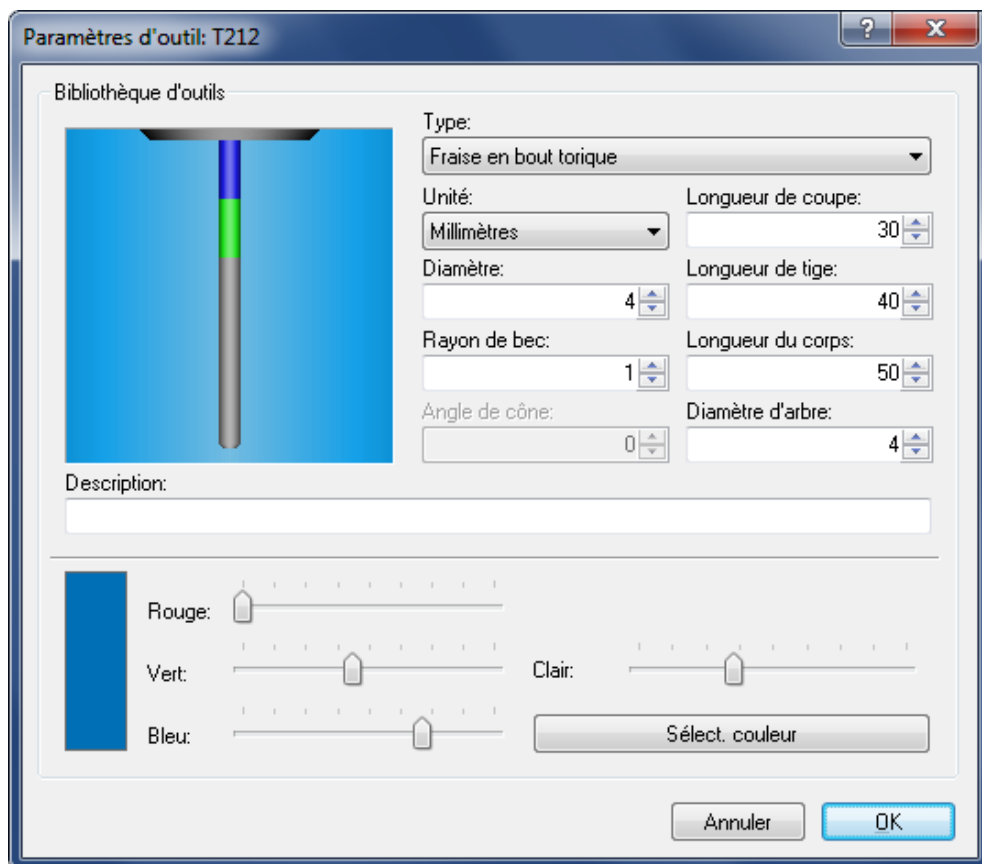 Paramètres d'outil: T212
?
X
Bibliothèque d'outils
Type:
Fraise en bout torique
Unité:
Longueur de coupe:
Millimètres
30
Diamètre:
Longueur de tige:
4
40
Rayon de bec:
Longueur du corps:
1
50
Angle de cône:
Diamètre d'arbre:
0
4
Description:
Rouge:
Vert:
Clair:
Bleu:
Sélect. couleur
Annuler
OK